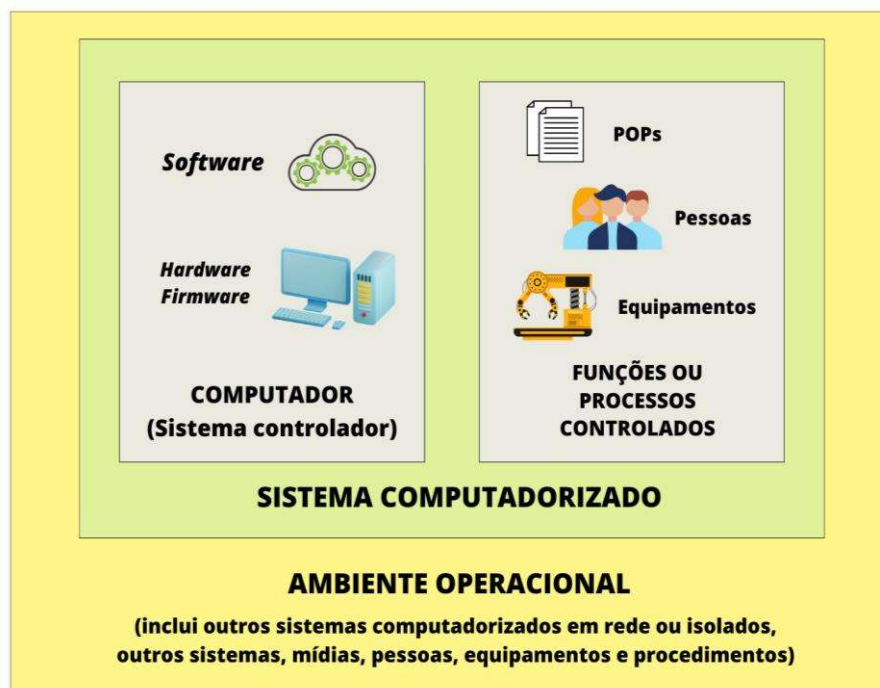 Software
Hardware
Firmware
COMPUTADOR
(Sistema controlador)
POPs
Pessoas
Equipamentos
FUNÇÕES OU
PROCESSOS
CONTROLADOS
SISTEMA COMPUTADORIZADO
AMBIENTE OPERACIONAL
(inclui outros sistemas computadorizados em rede ou isolados,
outros sistemas, mídias, pessoas, equipamentos e procedimentos)